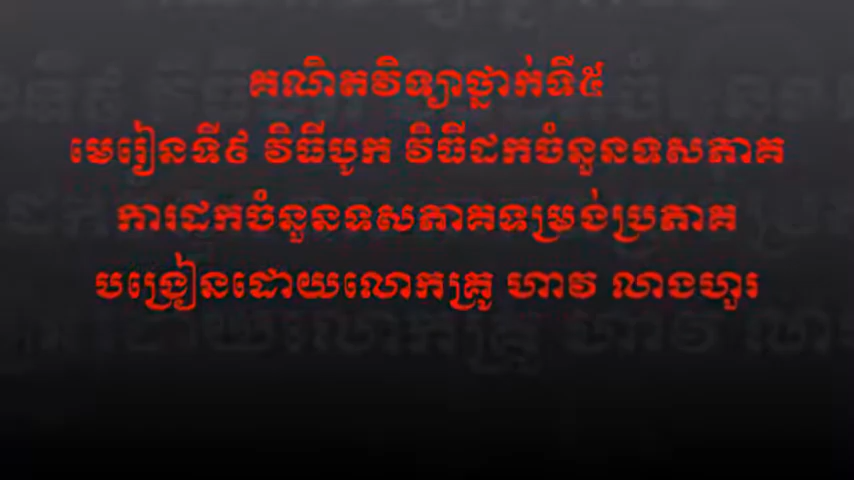 គណិតវិទ្យាថ្នាក់ទី៥
មេរៀនទី៩ វិធីបូក វិធីដកចំនួនទសភាគ
ការដកចំនួនទសភាគទម្រង់ប្រភាគ
បង្រៀនដោយលោកគ្រូ ហាវ លាងហួរ